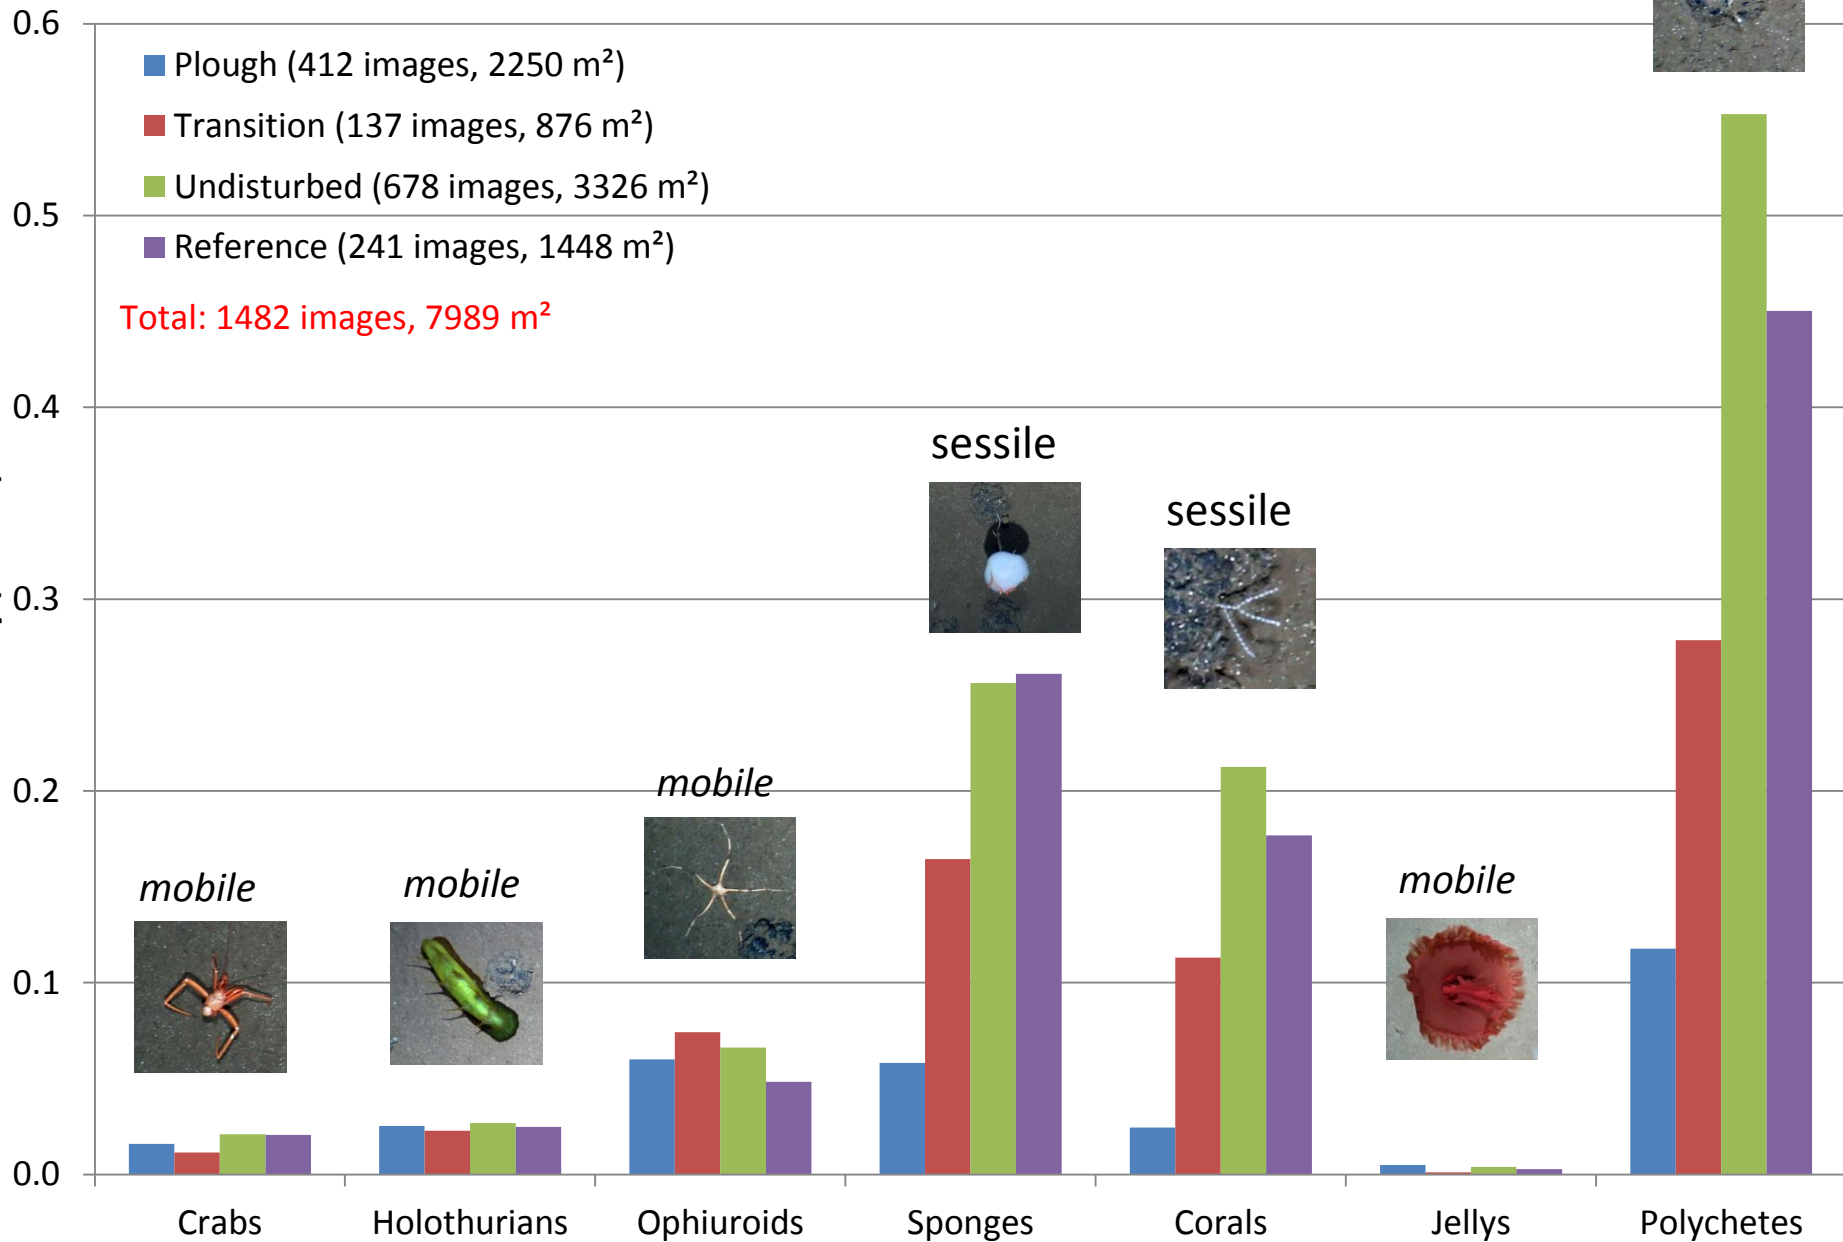 0.6
0.5
0.4
0.3
0.2
0.1
0.0
Plough (412 images, 2250 m²)
Transition (137 images, 876 m²)
Undisturbed (678 images, 3326 m²)
Reference (241 images, 1448 m²)
Total: 1482 images, 7989 m²
mobile
mobile
mobile
sessile
sessile
mobile
Crabs
Holothurians
Ophiuroids
Sponges
Corals
Jellys
Polychetes